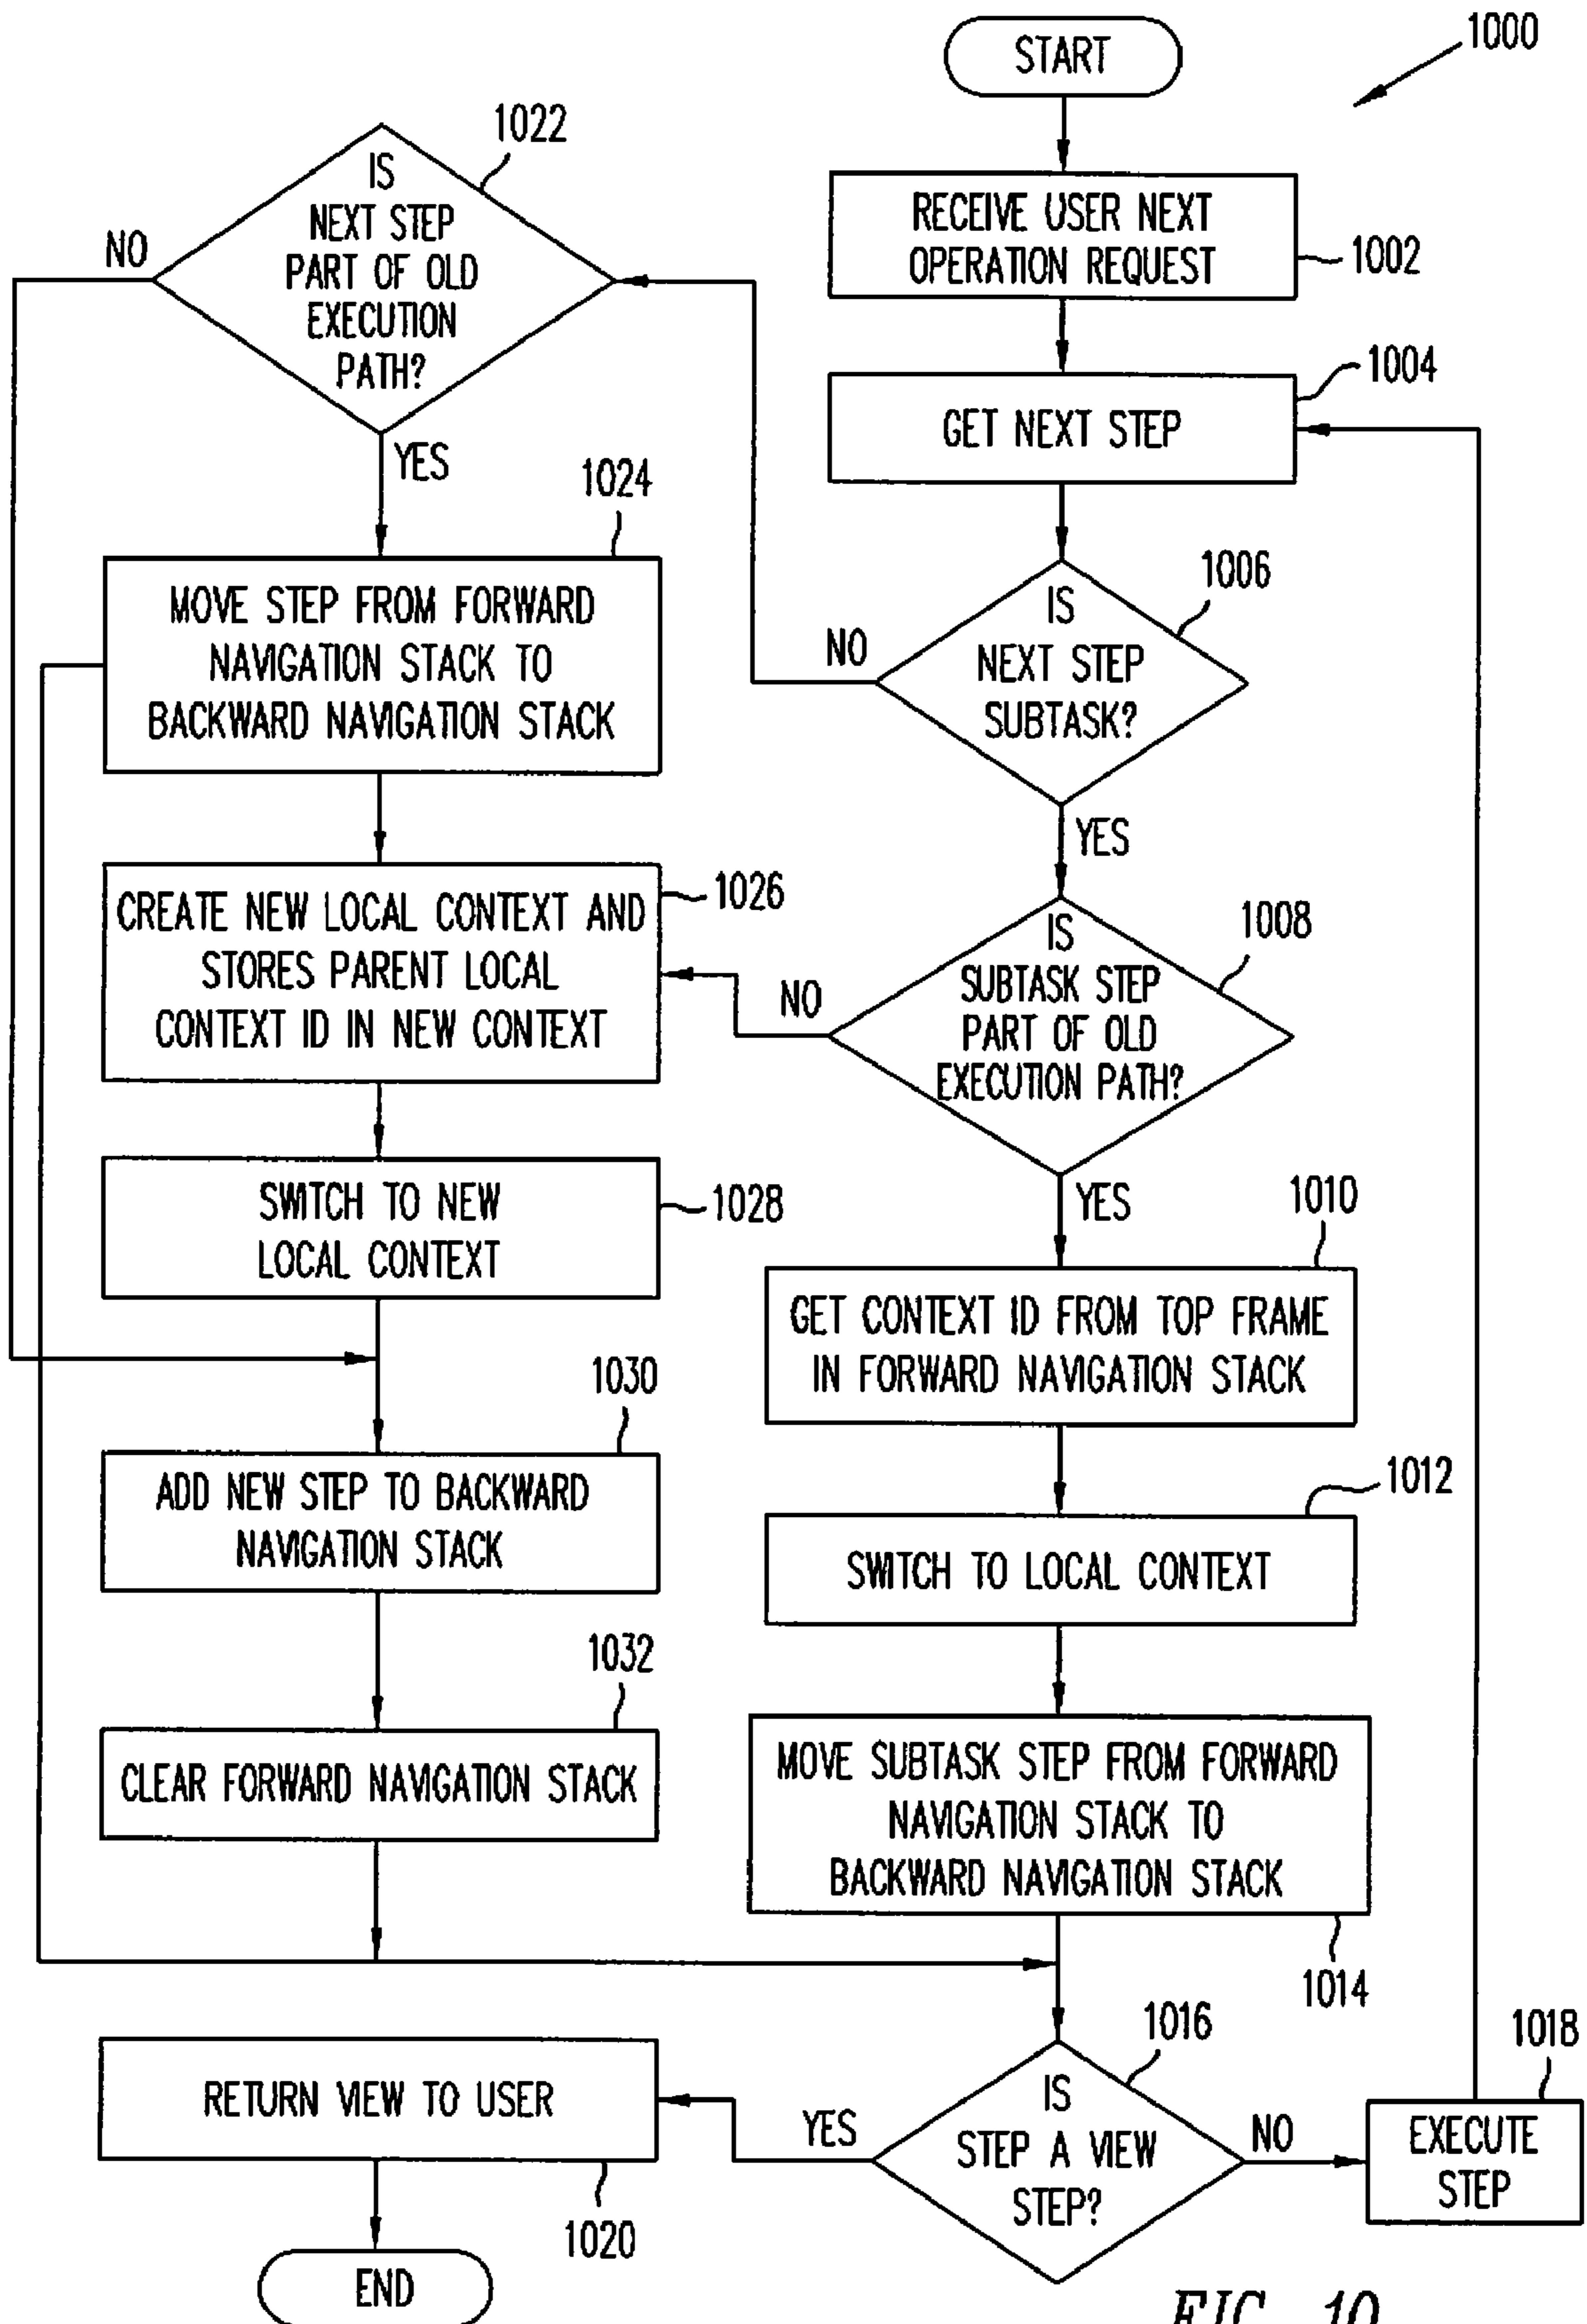 START
1000
RECEIVE USER NEXT
OPERATION REQUEST
1002
GET NEXT STEP
1004
IS
NEXT STEP
SUBTASK?
1006
NO
YES
IS
SUBTASK STEP
PART OF OLD
EXECUTION PATH?
1008
NO
YES
GET CONTEXT ID FROM TOP FRAME
IN FORWARD NAVIGATION STACK
1010
SWITCH TO LOCAL CONTEXT
1012
MOVE SUBTASK STEP FROM FORWARD
NAVIGATION STACK TO
BACKWARD NAVIGATION STACK
1014
IS
STEP A VIEW
STEP?
1016
YES
NO
EXECUTE
STEP
1018
IS
NEXT STEP
PART OF OLD
EXECUTION
PATH?
1022
NO
YES
MOVE STEP FROM FORWARD
NAVIGATION STACK TO
BACKWARD NAVIGATION STACK
1024
CREATE NEW LOCAL CONTEXT AND
STORES PARENT LOCAL
CONTEXT ID IN NEW CONTEXT
1026
SWITCH TO NEW
LOCAL CONTEXT
1028
ADD NEW STEP TO BACKWARD
NAVIGATION STACK
1030
CLEAR FORWARD NAVIGATION STACK
1032
RETURN VIEW TO USER
1020
END
FIG. 10